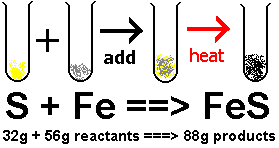 + add heat
S + Fe ==> FeS
32g + 56g reactants ===> 88g products